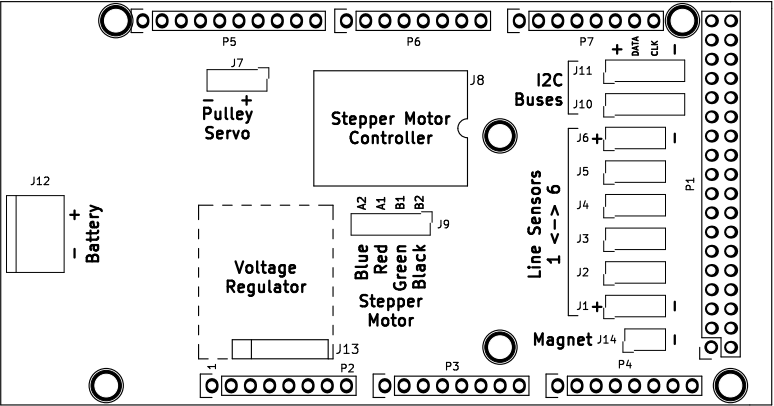 P5
P6
P7
+ DATA CLK -
J7
- +
Pulley
Servo
J8
Stepper Motor
Controller
I2C
Buses
J11
J10
J6 + -
J5
J4
J3
J2
J1 + -
Line Sensors
1 <--> 6
P1
J12
+
-
Battery
A2
A1
B1
B2
J9
Blue
Red
Green
Black
Stepper
Motor
Voltage
Regulator
J13
Magnet J14 -
1
P2
P3
P4